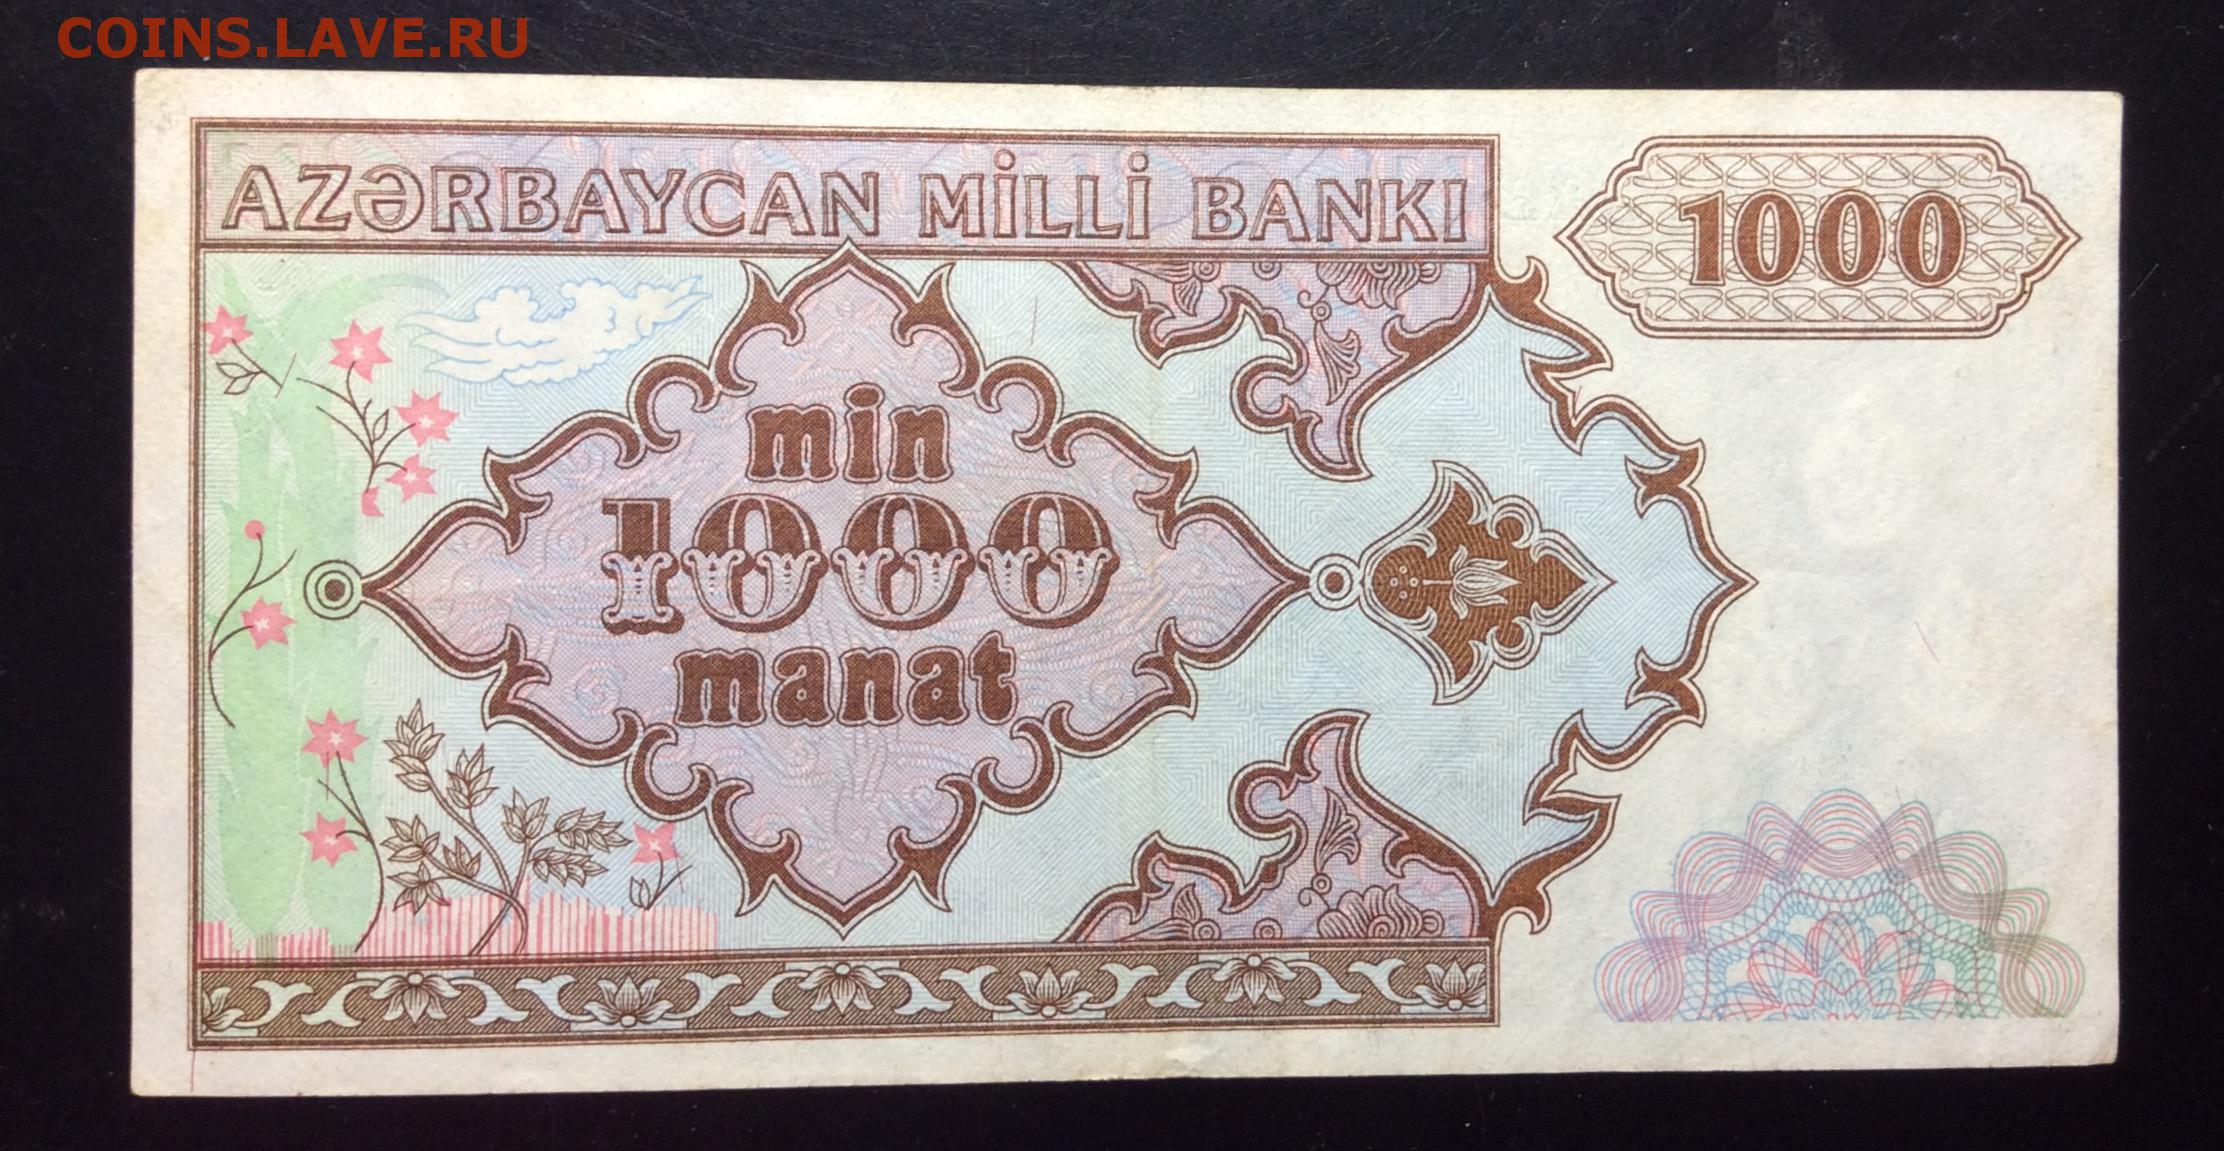 COINS.LAVE.RU
AZƏRBAYCAN MİLLİ BANKI
1000
min
1000
manat